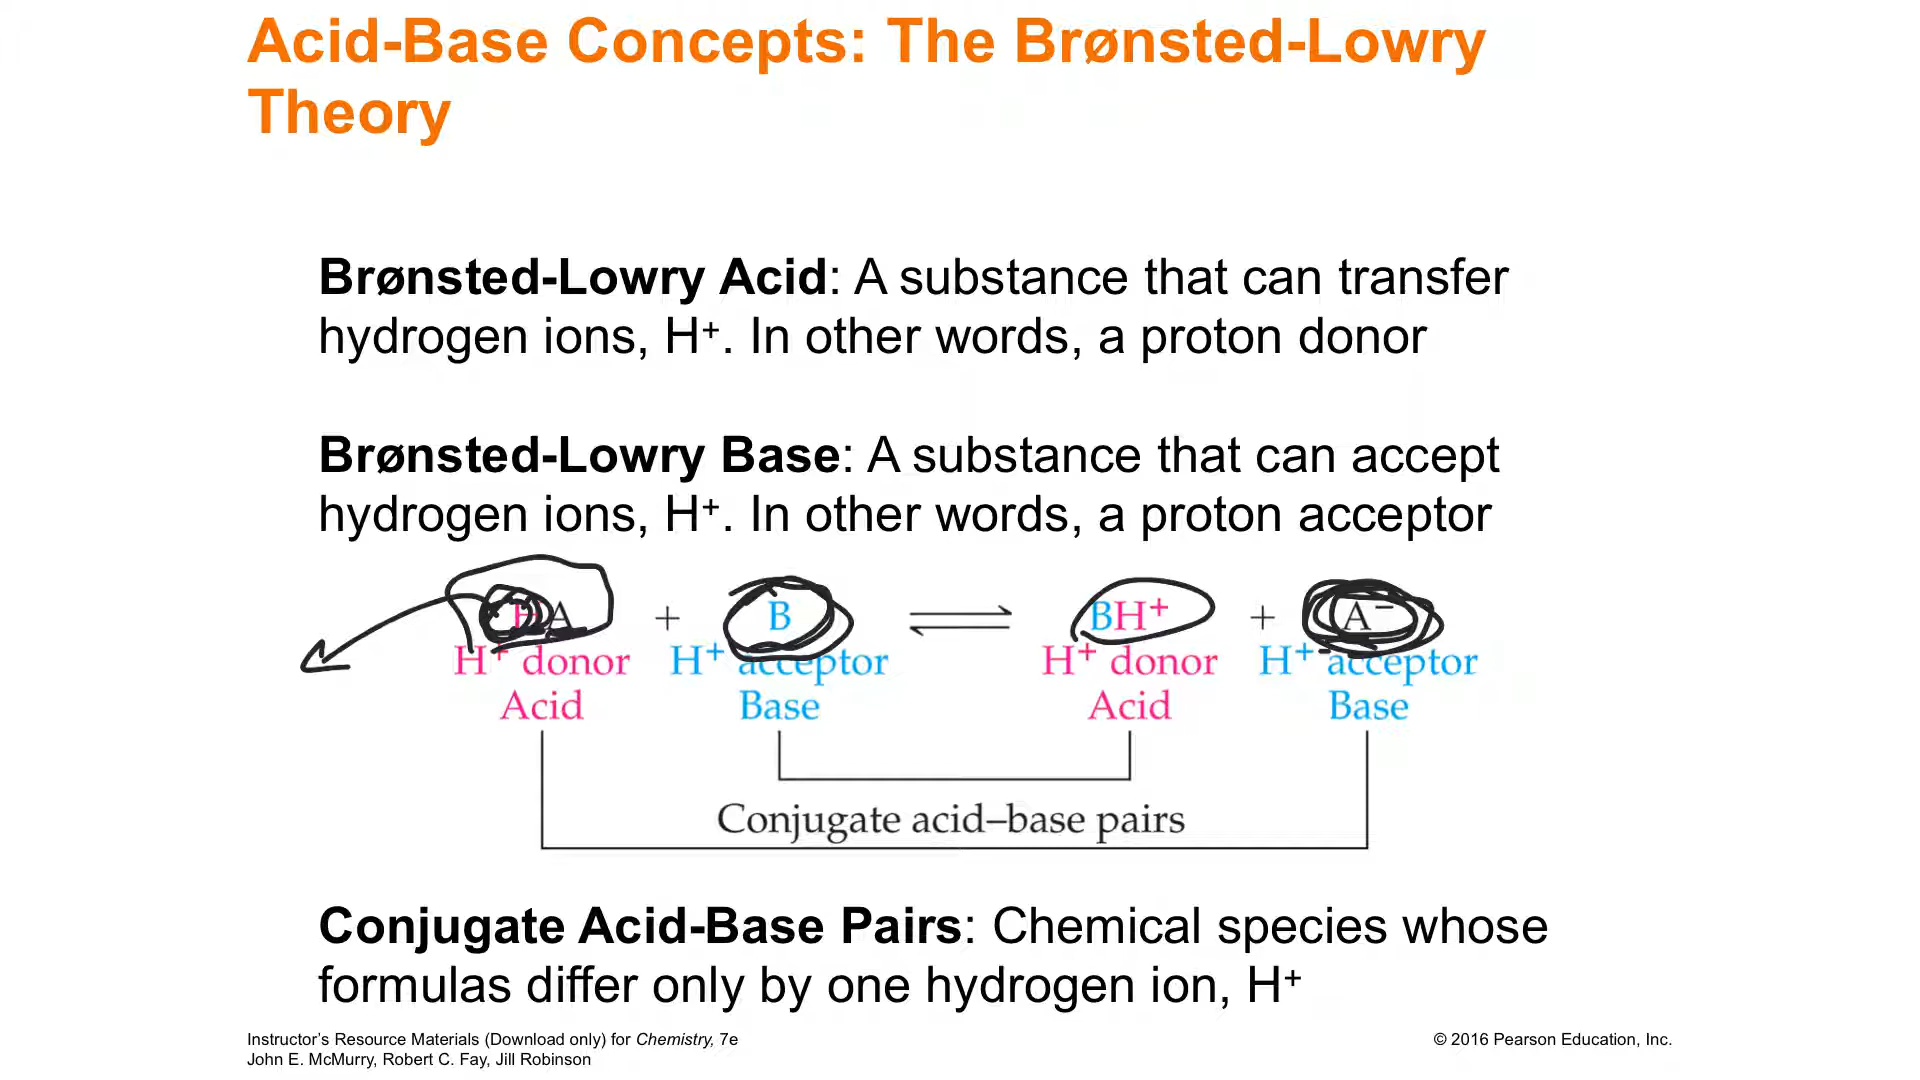 Acid-Base Concepts: The Brønsted-Lowry
Theory
Brønsted-Lowry Acid: A substance that can transfer
hydrogen ions, H⁺. In other words, a proton donor
Brønsted-Lowry Base: A substance that can accept
hydrogen ions, H⁺. In other words, a proton acceptor
HA + B ⇌ BH⁺ + A⁻
H⁺ donor H⁺ acceptor H⁺ donor H⁺ acceptor
Acid Base Acid Base
Conjugate acid–base pairs
Conjugate Acid-Base Pairs: Chemical species whose
formulas differ only by one hydrogen ion, H⁺
Instructor's Resource Materials (Download only) for Chemistry, 7e
John E. McMurry, Robert C. Fay, Jill Robinson
© 2016 Pearson Education, Inc.